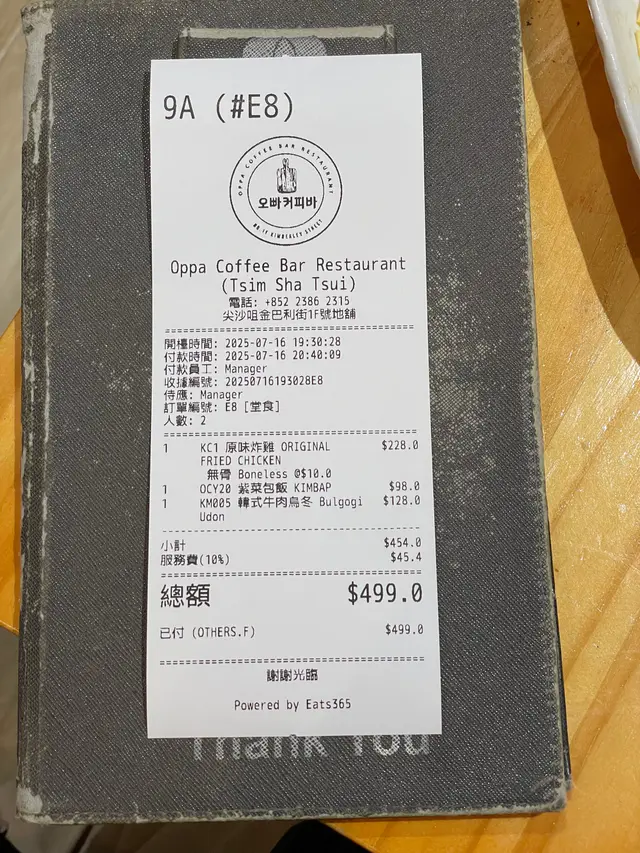 9A (#E8)
OPPA COFFEE BAR RESTAURANT
오빠커피바
NO.1F KIMBERLEY STREET
Oppa Coffee Bar Restaurant
(Tsim Sha Tsui)
電話: +852 2386 2315
尖沙咀金巴利街1F號地舖
開檯時間: 2025-07-16 19:30:28
付款時間: 2025-07-16 20:40:09
付款員工: Manager
收據編號: 20250716193028E8
侍應: Manager
訂單編號: E8 [堂食]
人數: 2
1 KC1 原味炸雞 ORIGINAL $228.0
FRIED CHICKEN
無骨 Boneless @$10.0
1 OCY20 紫菜包飯 KIMBAP $98.0
1 KM005 韓式牛肉烏冬 Bulgogi $128.0
Udon
小計 $454.0
服務費(10%) $45.4
總額 $499.0
已付 (OTHERS.F) $499.0
謝謝光臨
Powered by Eats365
Thank You